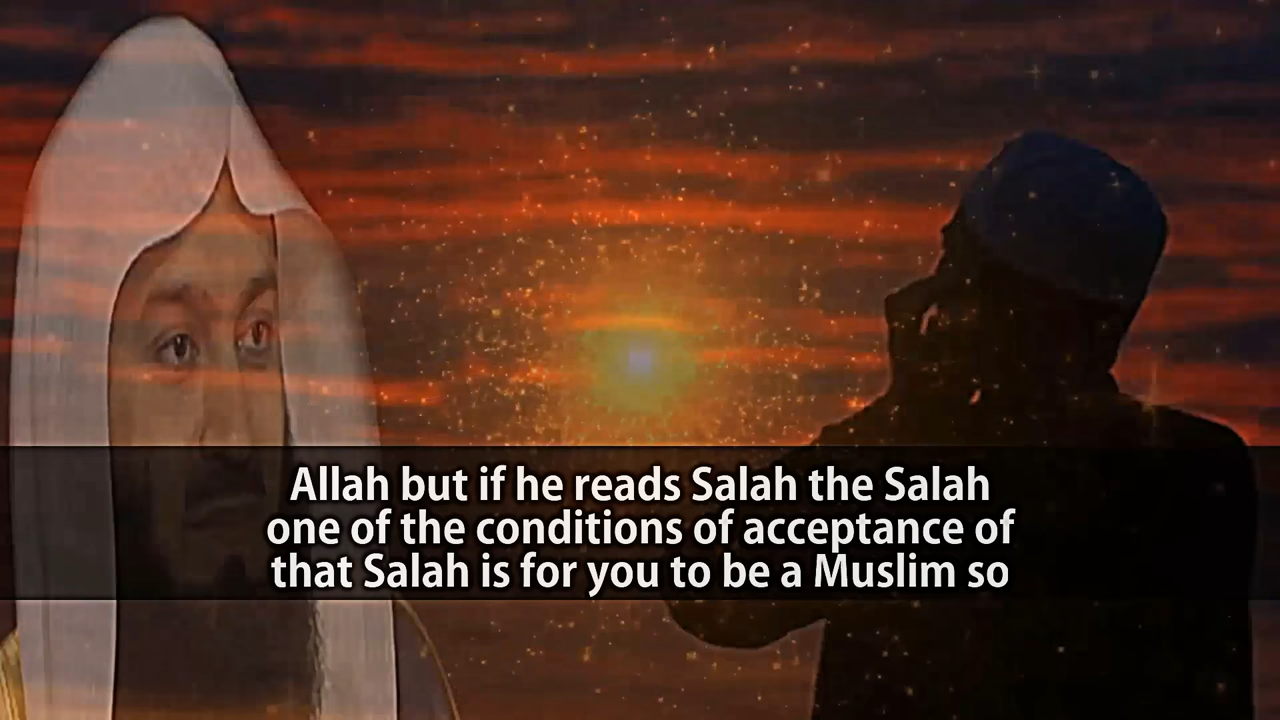 Allah but if he reads Salah the Salah
one of the conditions of acceptance of
that Salah is for you to be a Muslim so